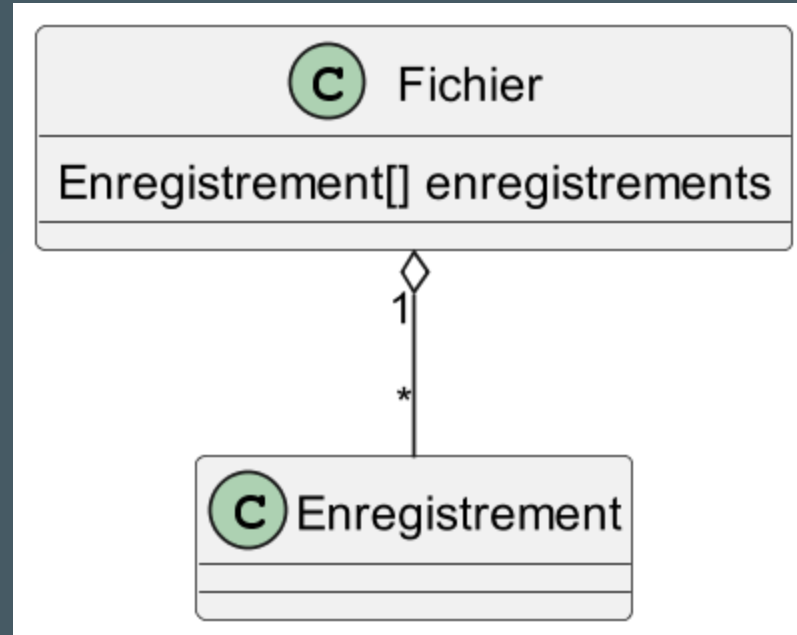 C Fichier
Enregistrement[] enregistrements
1
*
C Enregistrement